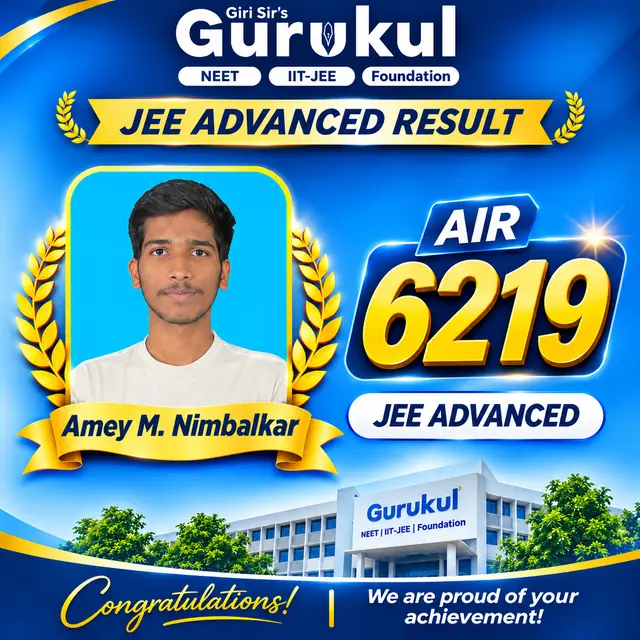 Giri Sir's
Gurukul
NEET
IIT-JEE
Foundation
JEE ADVANCED RESULT
AIR
6219
JEE ADVANCED
Amey M. Nimbalkar
Gurukul
NEET | IIT-JEE | Foundation
Congratulations!
We are proud of your
achievement!